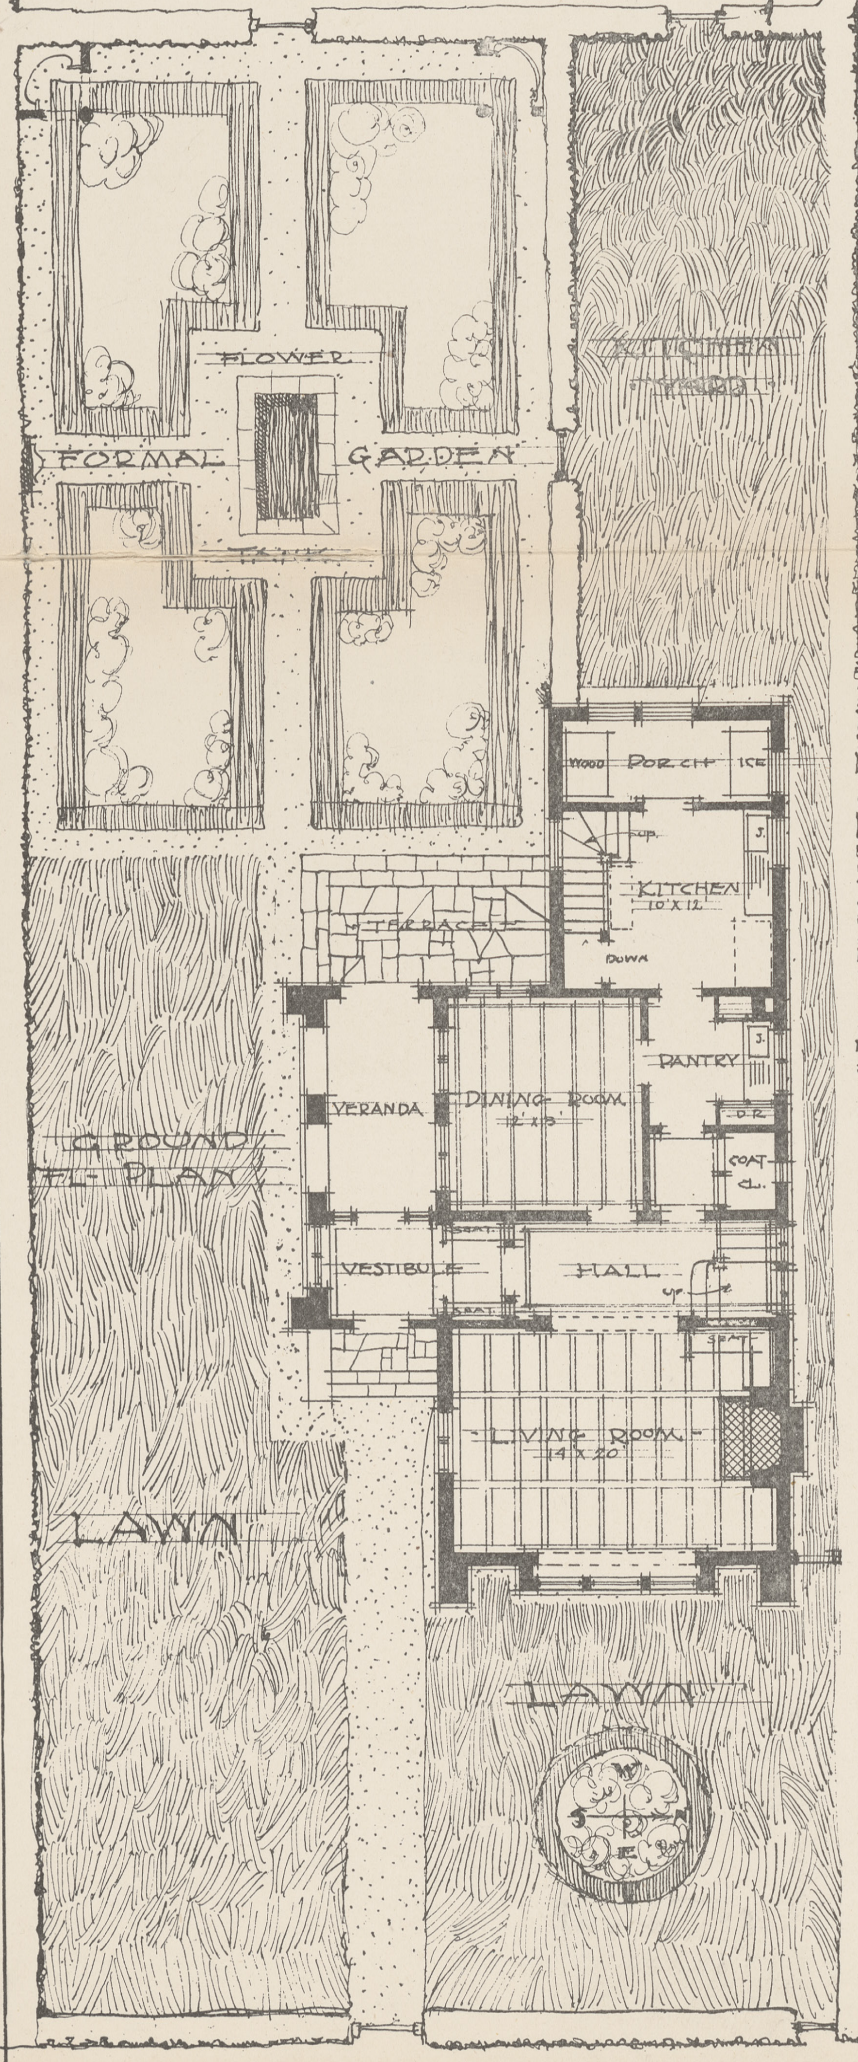 FLOWER
FORMAL GARDEN
KITCHEN
WOOD PORCH ICE
UP
KITCHEN
10' X 12'
DOWN
TERRACE
PANTRY
VERANDA
DINING ROOM
12' X 13'
D.R.
GROUND
FL- PLAN
COAT
CL.
SEAT
VESTIBULE
HALL
UP
SEAT
SEAT
- LIVING ROOM -
14 X 20
LAWN
LAWN
W
S N
E